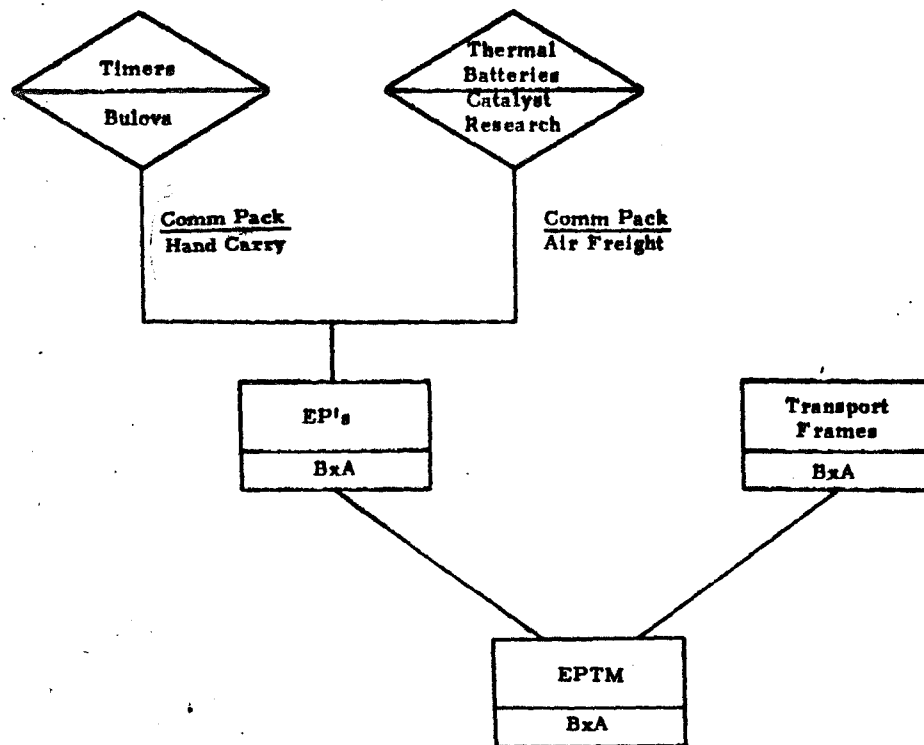 Timers
Bulova
Thermal
Batteries
Catalyst
Research
Comm Pack
Hand Carry
Comm Pack
Air Freight
EP's
BxA
Transport
Frames
BxA
EPTM
BxA